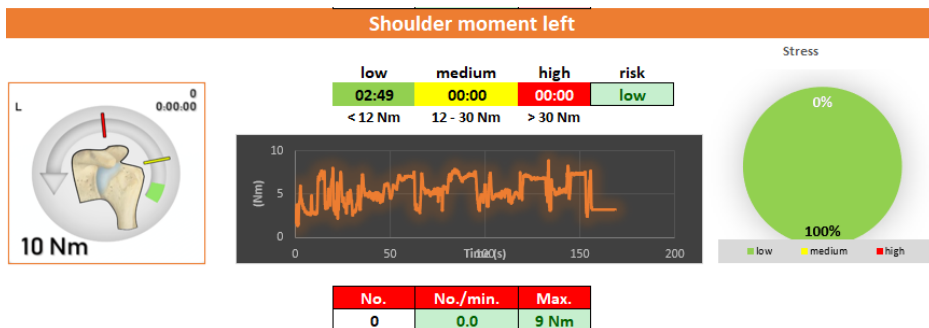 Shoulder moment left
Stress
low medium high risk
02:49 00:00 00:00 low
< 12 Nm 12 - 30 Nm > 30 Nm
0
L 0:00:00
10 Nm
10
(Nm)
5
0
0 50 100 150 200
Time (s)
0%
100%
low medium high
No. No./min. Max.
0 0.0 9 Nm